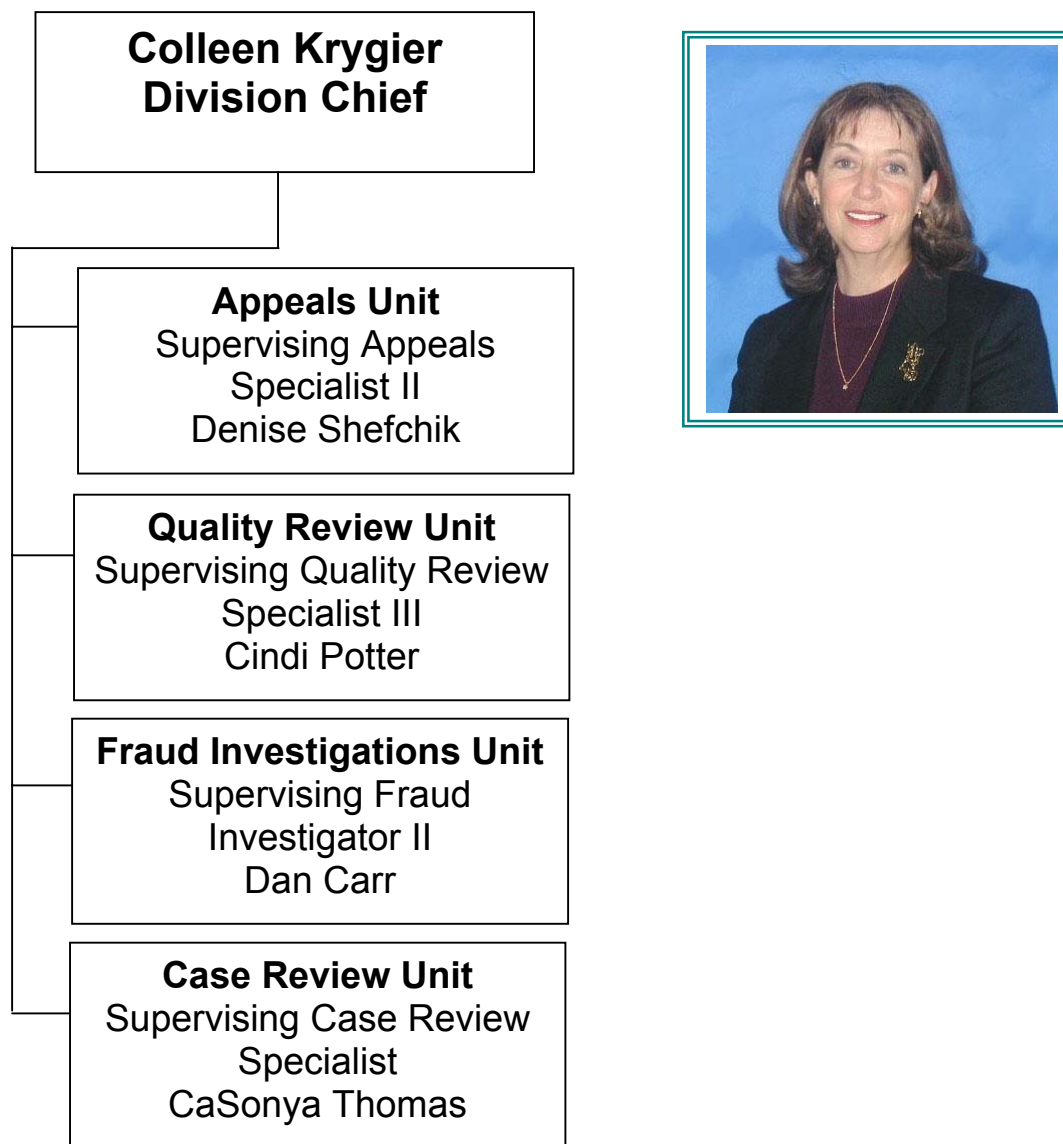 Colleen Krygier
Division Chief
Appeals Unit
Supervising Appeals
Specialist II
Denise Shefchik
Quality Review Unit
Supervising Quality Review
Specialist III
Cindi Potter
Fraud Investigations Unit
Supervising Fraud
Investigator II
Dan Carr
Case Review Unit
Supervising Case Review
Specialist
CaSonya Thomas